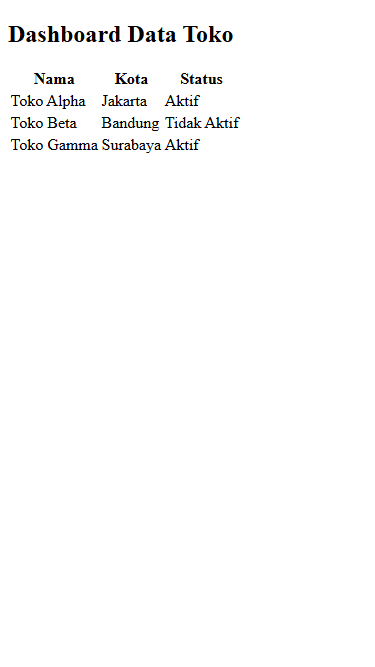 Dashboard Data Toko
Nama Kota Status
Toko Alpha Jakarta Aktif
Toko Beta Bandung Tidak Aktif
Toko Gamma Surabaya Aktif